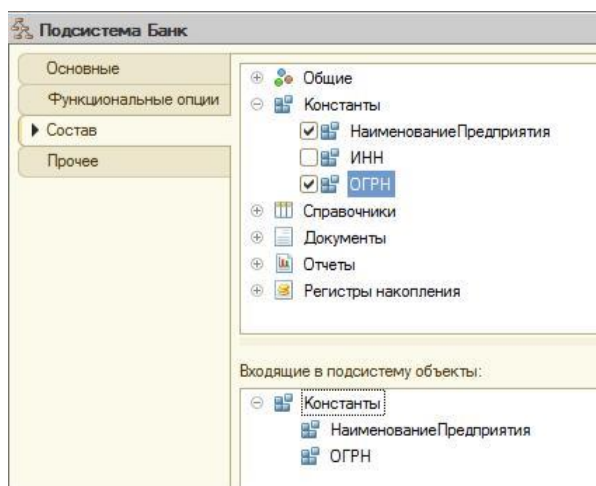 Подсистема Банк
Основные
Функциональные опции
Состав
Прочее
Общие
Константы
НаименованиеПредприятия
ИНН
ОГРН
Справочники
Документы
Отчеты
Регистры накопления
Входящие в подсистему объекты:
Константы
НаименованиеПредприятия
ОГРН